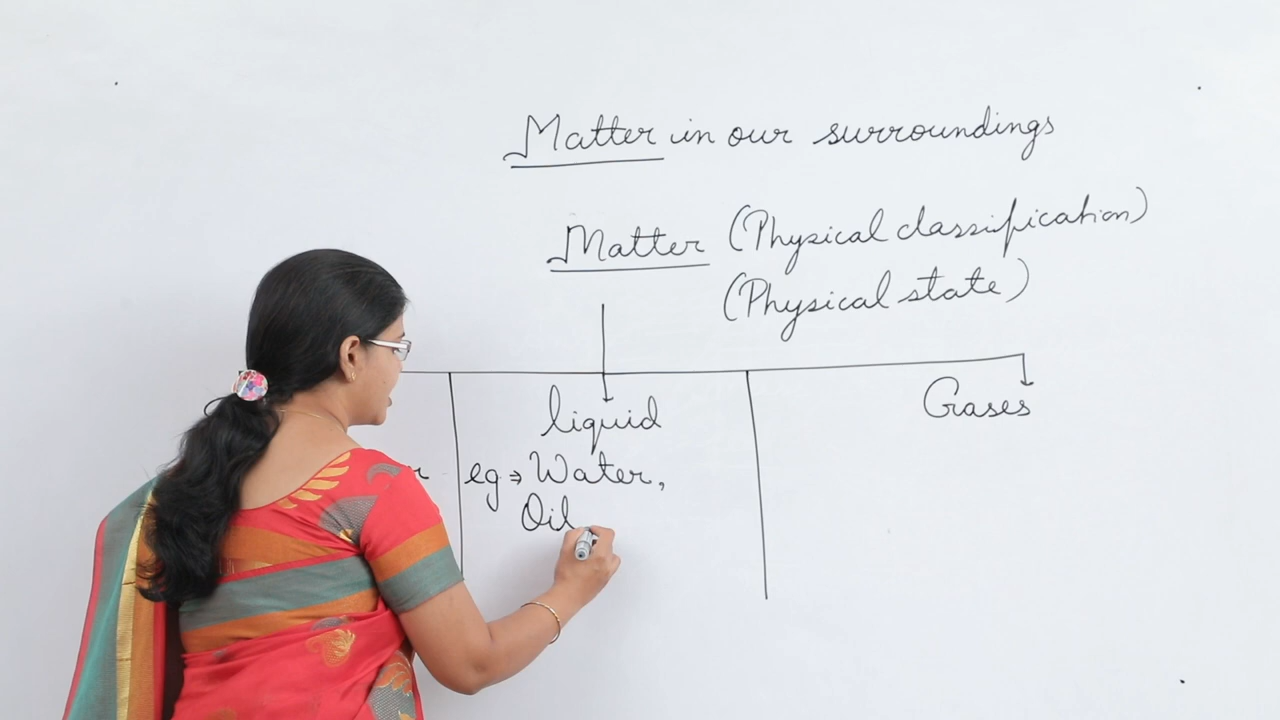 Matter in our surroundings
Matter (Physical classification)
(Physical state)
liquid
Gases
eg → Water,
Oil